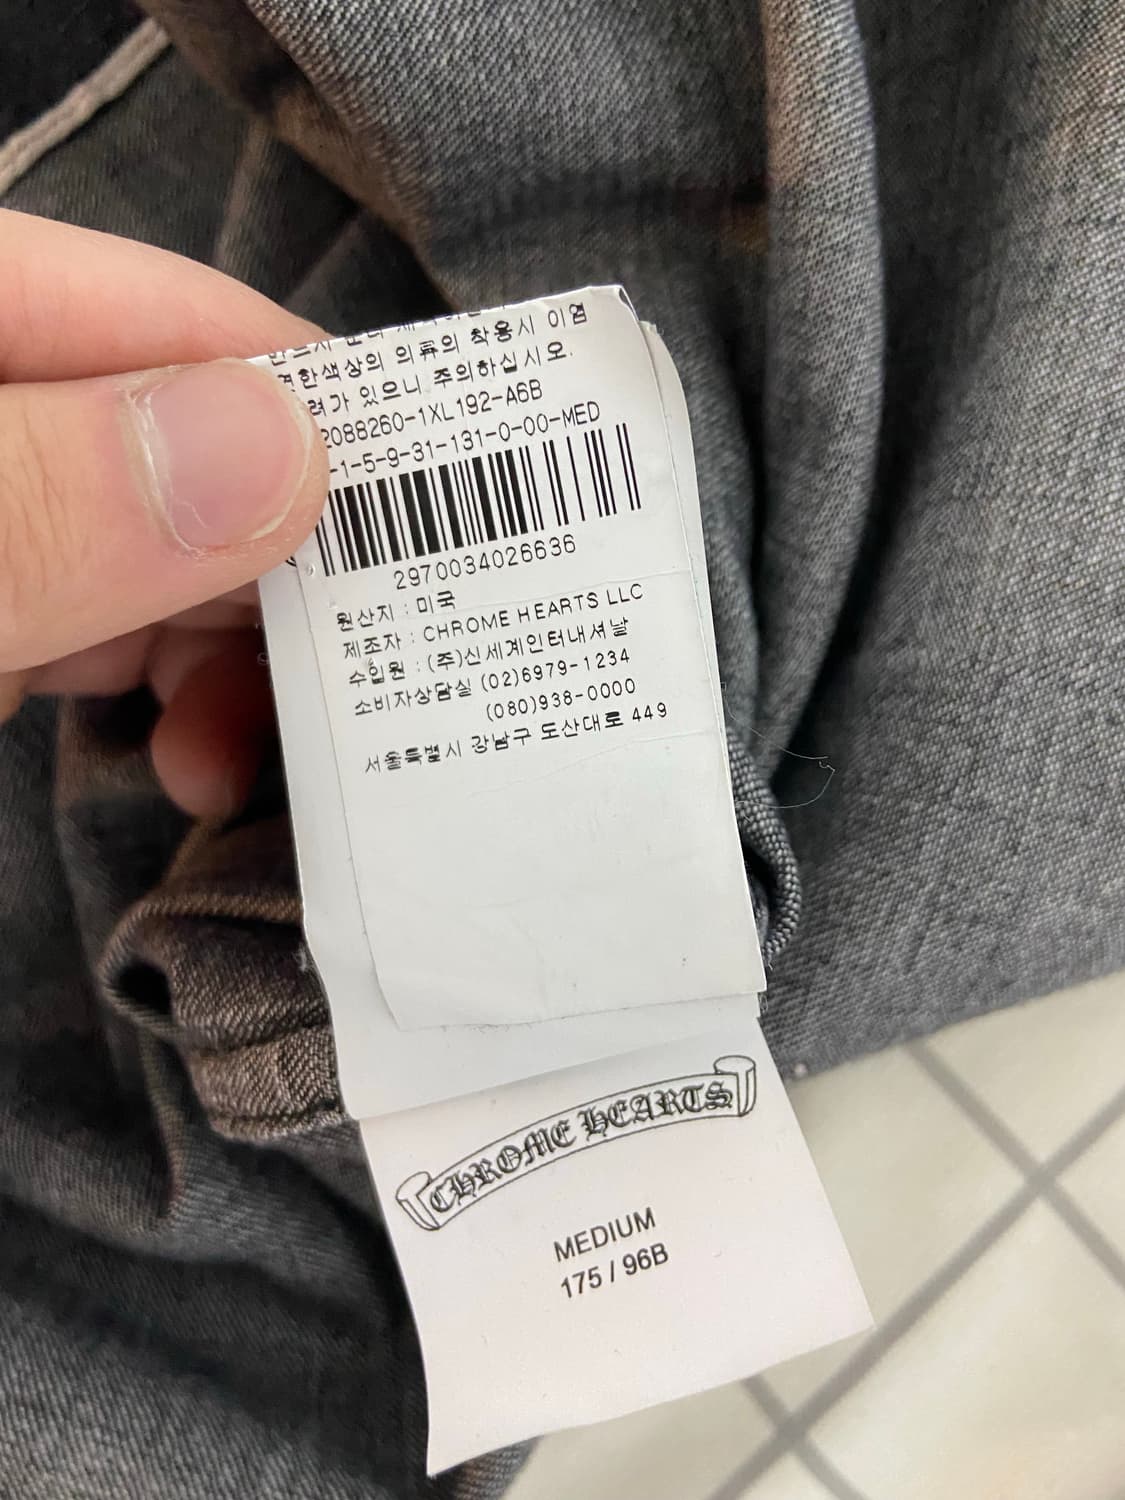 착용시 이염
연한색상의 의류의
려가 있으니 주의하십시오.
2088260-1XL192-A6B
-1-5-9-31-131-0-00-MED
2970034026636
원산지 : 미국
제조자 : CHROME HEARTS LLC
수입원 : (주)신세계인터내셔날
소비자상담실 (02)6979-1234
(080)938-0000
서울특별시 강남구 도산대로 449
CHROME HEARTS
MEDIUM
175 / 96B